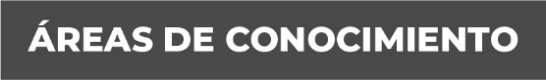 ÁREAS DE CONOCIMIENTO